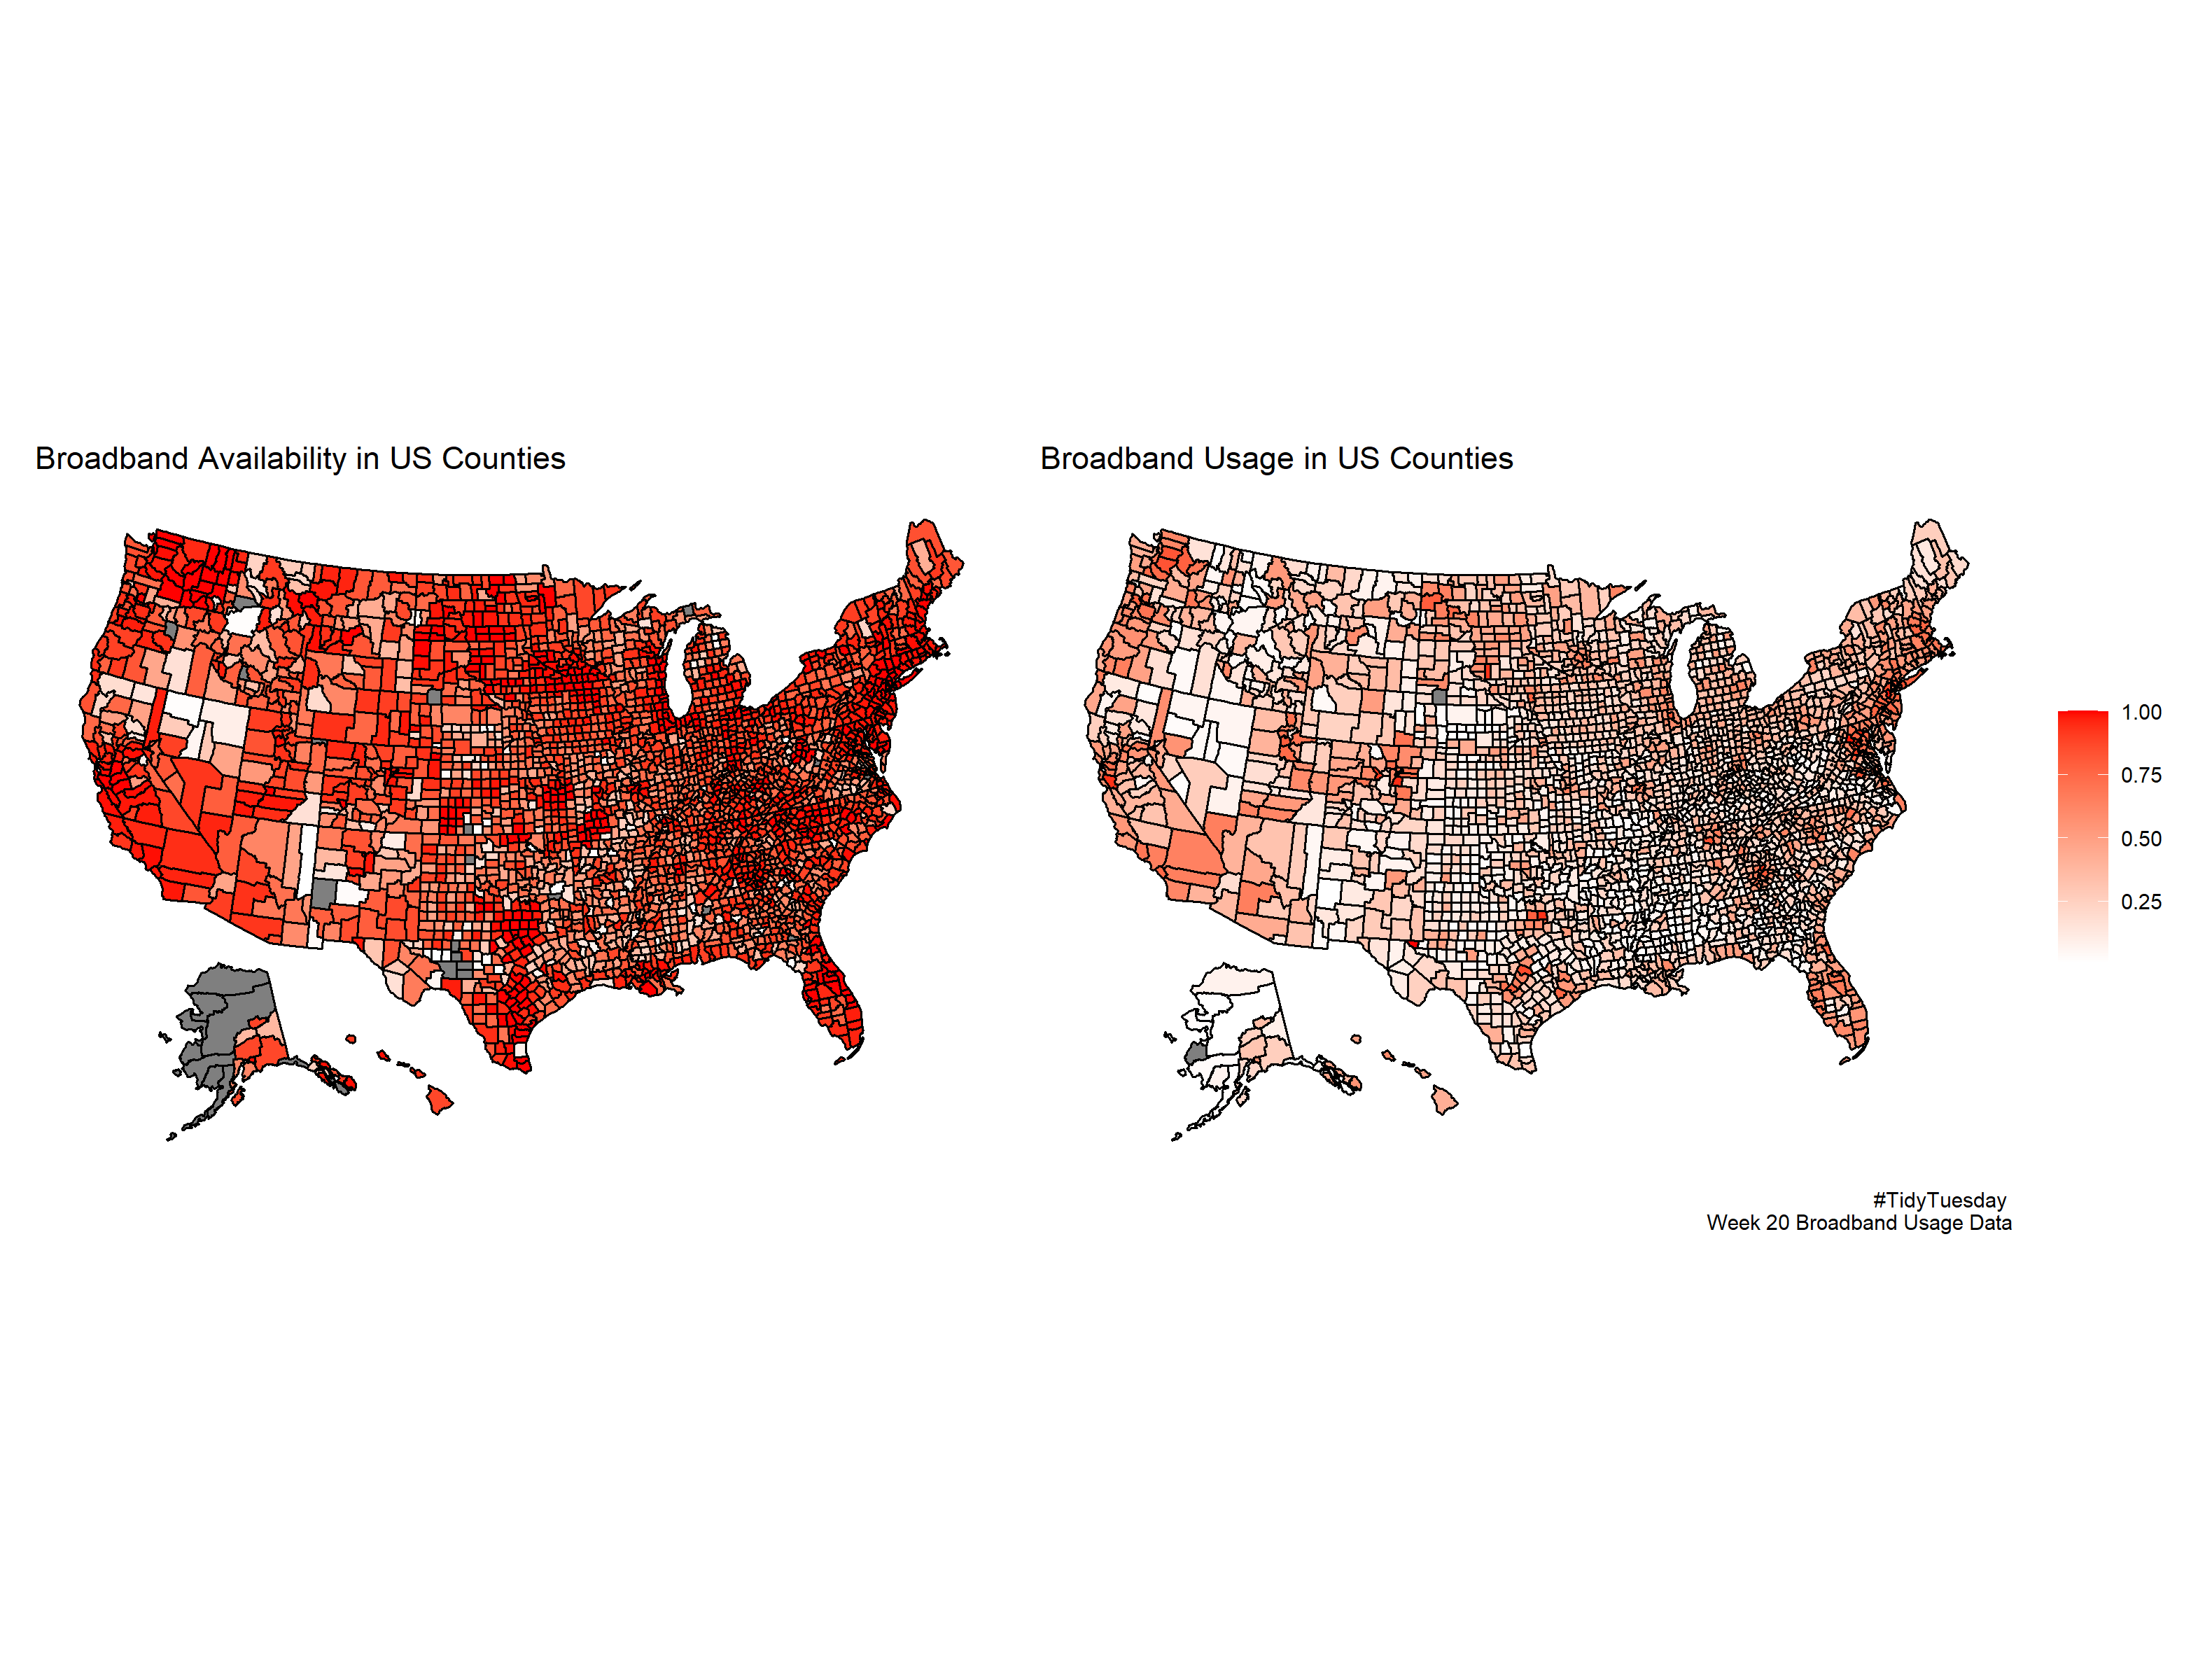 Broadband Availability in US Counties
Broadband Usage in US Counties
1.00
0.75
0.50
0.25
#TidyTuesday
Week 20 Broadband Usage Data